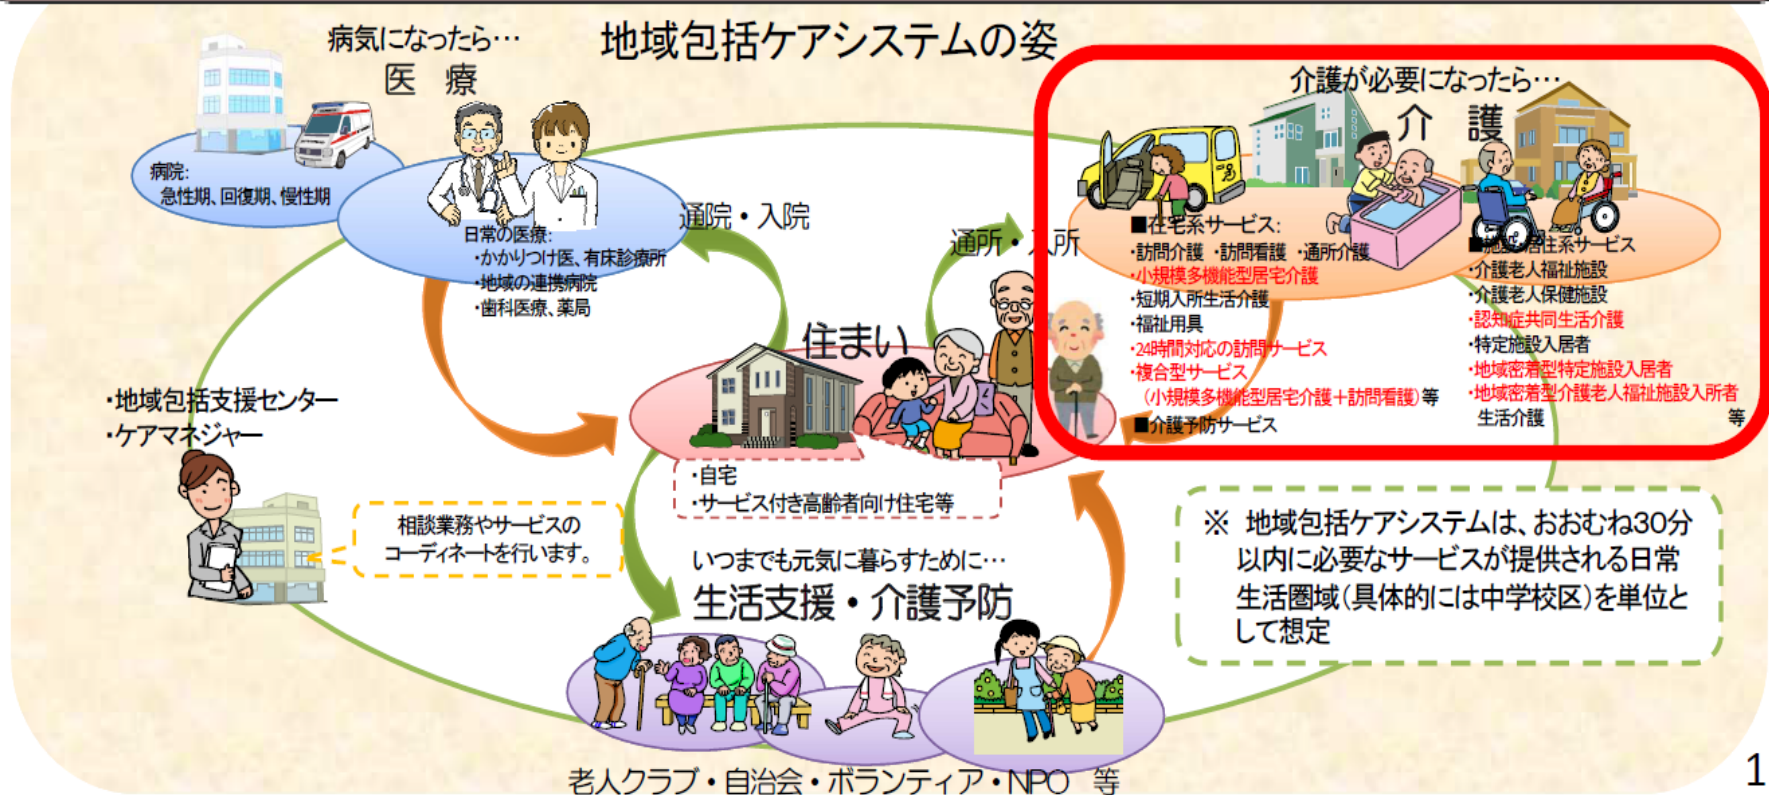 地域包括ケアシステムの姿
病気になったら…
医 療
病院:
急性期、回復期、慢性期
日常の医療:
・かかりつけ医、有床診療所
・地域の連携病院
・歯科医療、薬局
通院・入院
通所・入所
介護が必要になったら…
介 護
■在宅系サービス:
・訪問介護 ・訪問看護 ・通所介護
・小規模多機能型居宅介護
・短期入所生活介護
・福祉用具
・24時間対応の訪問サービス
・複合型サービス
(小規模多機能型居宅介護+訪問看護)等
■介護予防サービス
■施設・居住系サービス
・介護老人福祉施設
・介護老人保健施設
・認知症共同生活介護
・特定施設入居者
・地域密着型特定施設入居者
・地域密着型介護老人福祉施設入所者
生活介護 等
住まい
・自宅
・サービス付き高齢者向け住宅等
・地域包括支援センター
・ケアマネジャー
相談業務やサービスの
コーディネートを行います。
いつまでも元気に暮らすために…
生活支援・介護予防
老人クラブ・自治会・ボランティア・NPO 等
※ 地域包括ケアシステムは、おおむね30分
以内に必要なサービスが提供される日常
生活圏域(具体的には中学校区)を単位と
して想定
1